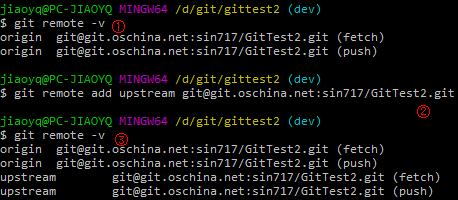 jiaoyq@PC-JIAOYQ MINGW64 /d/git/gittest2 (dev)
$ git remote -v ①
origin  git@git.oschina.net:sin717/GitTest2.git (fetch)
origin  git@git.oschina.net:sin717/GitTest2.git (push)
jiaoyq@PC-JIAOYQ MINGW64 /d/git/gittest2 (dev)
$ git remote add upstream git@git.oschina.net:sin717/GitTest2.git
②
jiaoyq@PC-JIAOYQ MINGW64 /d/git/gittest2 (dev)
$ git remote -v ③
origin  git@git.oschina.net:sin717/GitTest2.git (fetch)
origin  git@git.oschina.net:sin717/GitTest2.git (push)
upstream        git@git.oschina.net:sin717/GitTest2.git (fetch)
upstream        git@git.oschina.net:sin717/GitTest2.git (push)